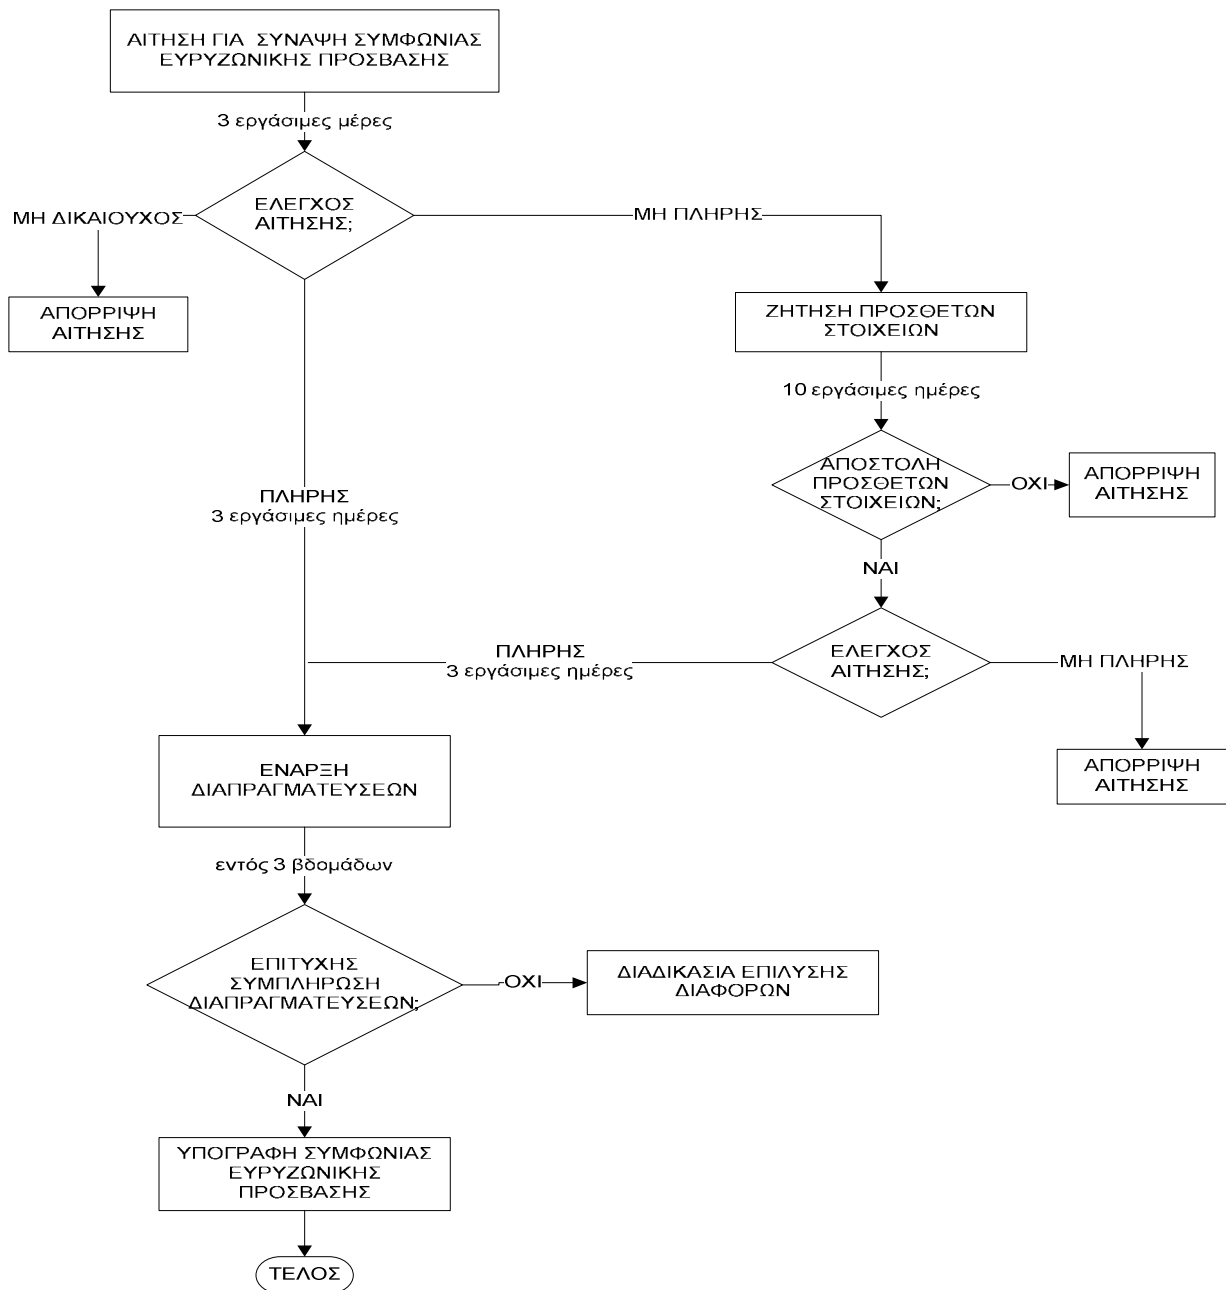 ΑΙΤΗΣΗ ΓΙΑ ΣΥΝΑΨΗ ΣΥΜΦΩΝΙΑΣ
ΕΥΡΥΖΩΝΙΚΗΣ ΠΡΟΣΒΑΣΗΣ
3 εργάσιμες μέρες
ΕΛΕΓΧΟΣ
ΑΙΤΗΣΗΣ;
ΜΗ ΔΙΚΑΙΟΥΧΟΣ
ΜΗ ΠΛΗΡΗΣ
ΑΠΟΡΡΙΨΗ
ΑΙΤΗΣΗΣ
ΖΗΤΗΣΗ ΠΡΟΣΘΕΤΩΝ
ΣΤΟΙΧΕΙΩΝ
10 εργάσιμες ημέρες
ΑΠΟΣΤΟΛΗ
ΠΡΟΣΘΕΤΩΝ
ΣΤΟΙΧΕΙΩΝ;
ΟΧΙ
ΑΠΟΡΡΙΨΗ
ΑΙΤΗΣΗΣ
ΠΛΗΡΗΣ
3 εργάσιμες ημέρες
ΝΑΙ
ΕΛΕΓΧΟΣ
ΑΙΤΗΣΗΣ;
ΠΛΗΡΗΣ
3 εργάσιμες ημέρες
ΜΗ ΠΛΗΡΗΣ
ΑΠΟΡΡΙΨΗ
ΑΙΤΗΣΗΣ
ΕΝΑΡΞΗ
ΔΙΑΠΡΑΓΜΑΤΕΥΣΕΩΝ
εντός 3 βδομάδων
ΕΠΙΤΥΧΗΣ
ΣΥΜΠΛΗΡΩΣΗ
ΔΙΑΠΡΑΓΜΑΤΕΥΣΕΩΝ;
ΟΧΙ
ΔΙΑΔΙΚΑΣΙΑ ΕΠΙΛΥΣΗΣ
ΔΙΑΦΟΡΩΝ
ΝΑΙ
ΥΠΟΓΡΑΦΗ ΣΥΜΦΩΝΙΑΣ
ΕΥΡΥΖΩΝΙΚΗΣ
ΠΡΟΣΒΑΣΗΣ
ΤΕΛΟΣ